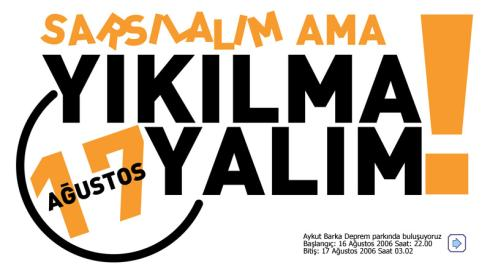 SARSILALIM AMA
YIKILMA
YALIM!
17
AĞUSTOS
Aykut Barka Deprem parkında buluşuyoruz
Başlangıç: 16 Ağustos 2006 Saat: 22.00
Bitiş: 17 Ağustos 2006 Saat 03.02